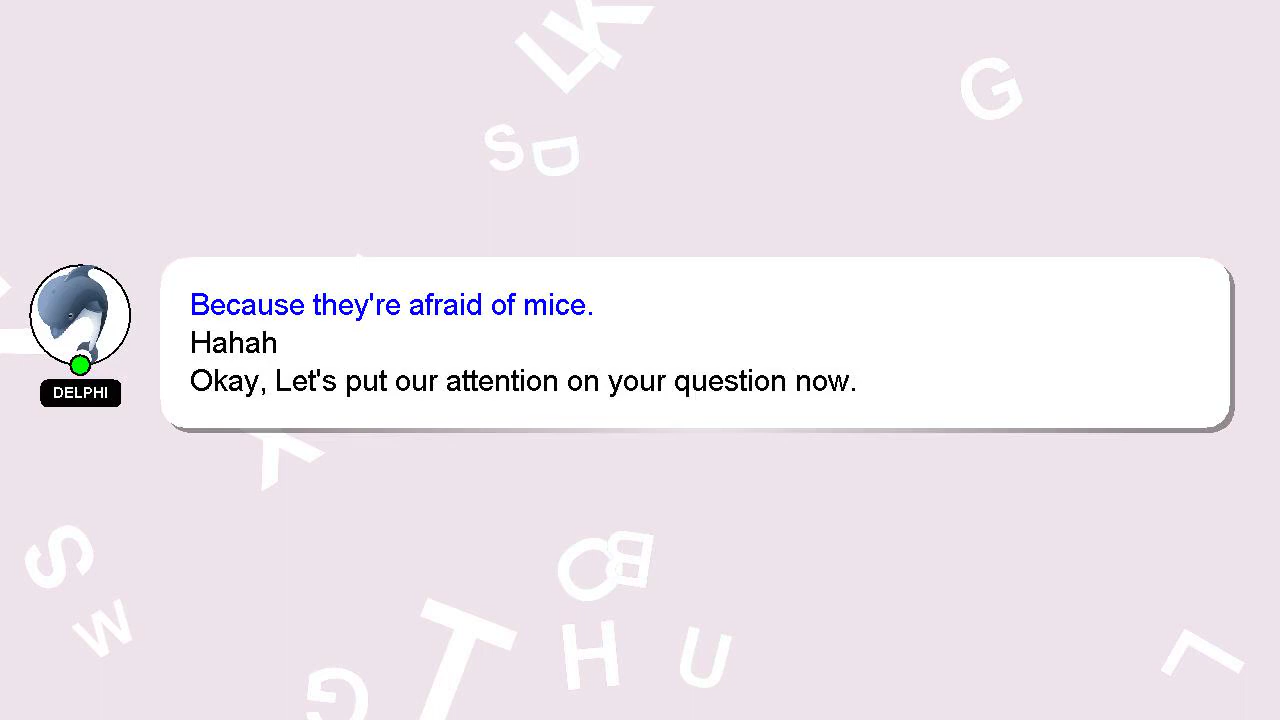 L K
G
S D
Because they're afraid of mice.
Hahah
Okay, Let's put our attention on your question now.
DELPHI
S
C B
W
T H U
L
G